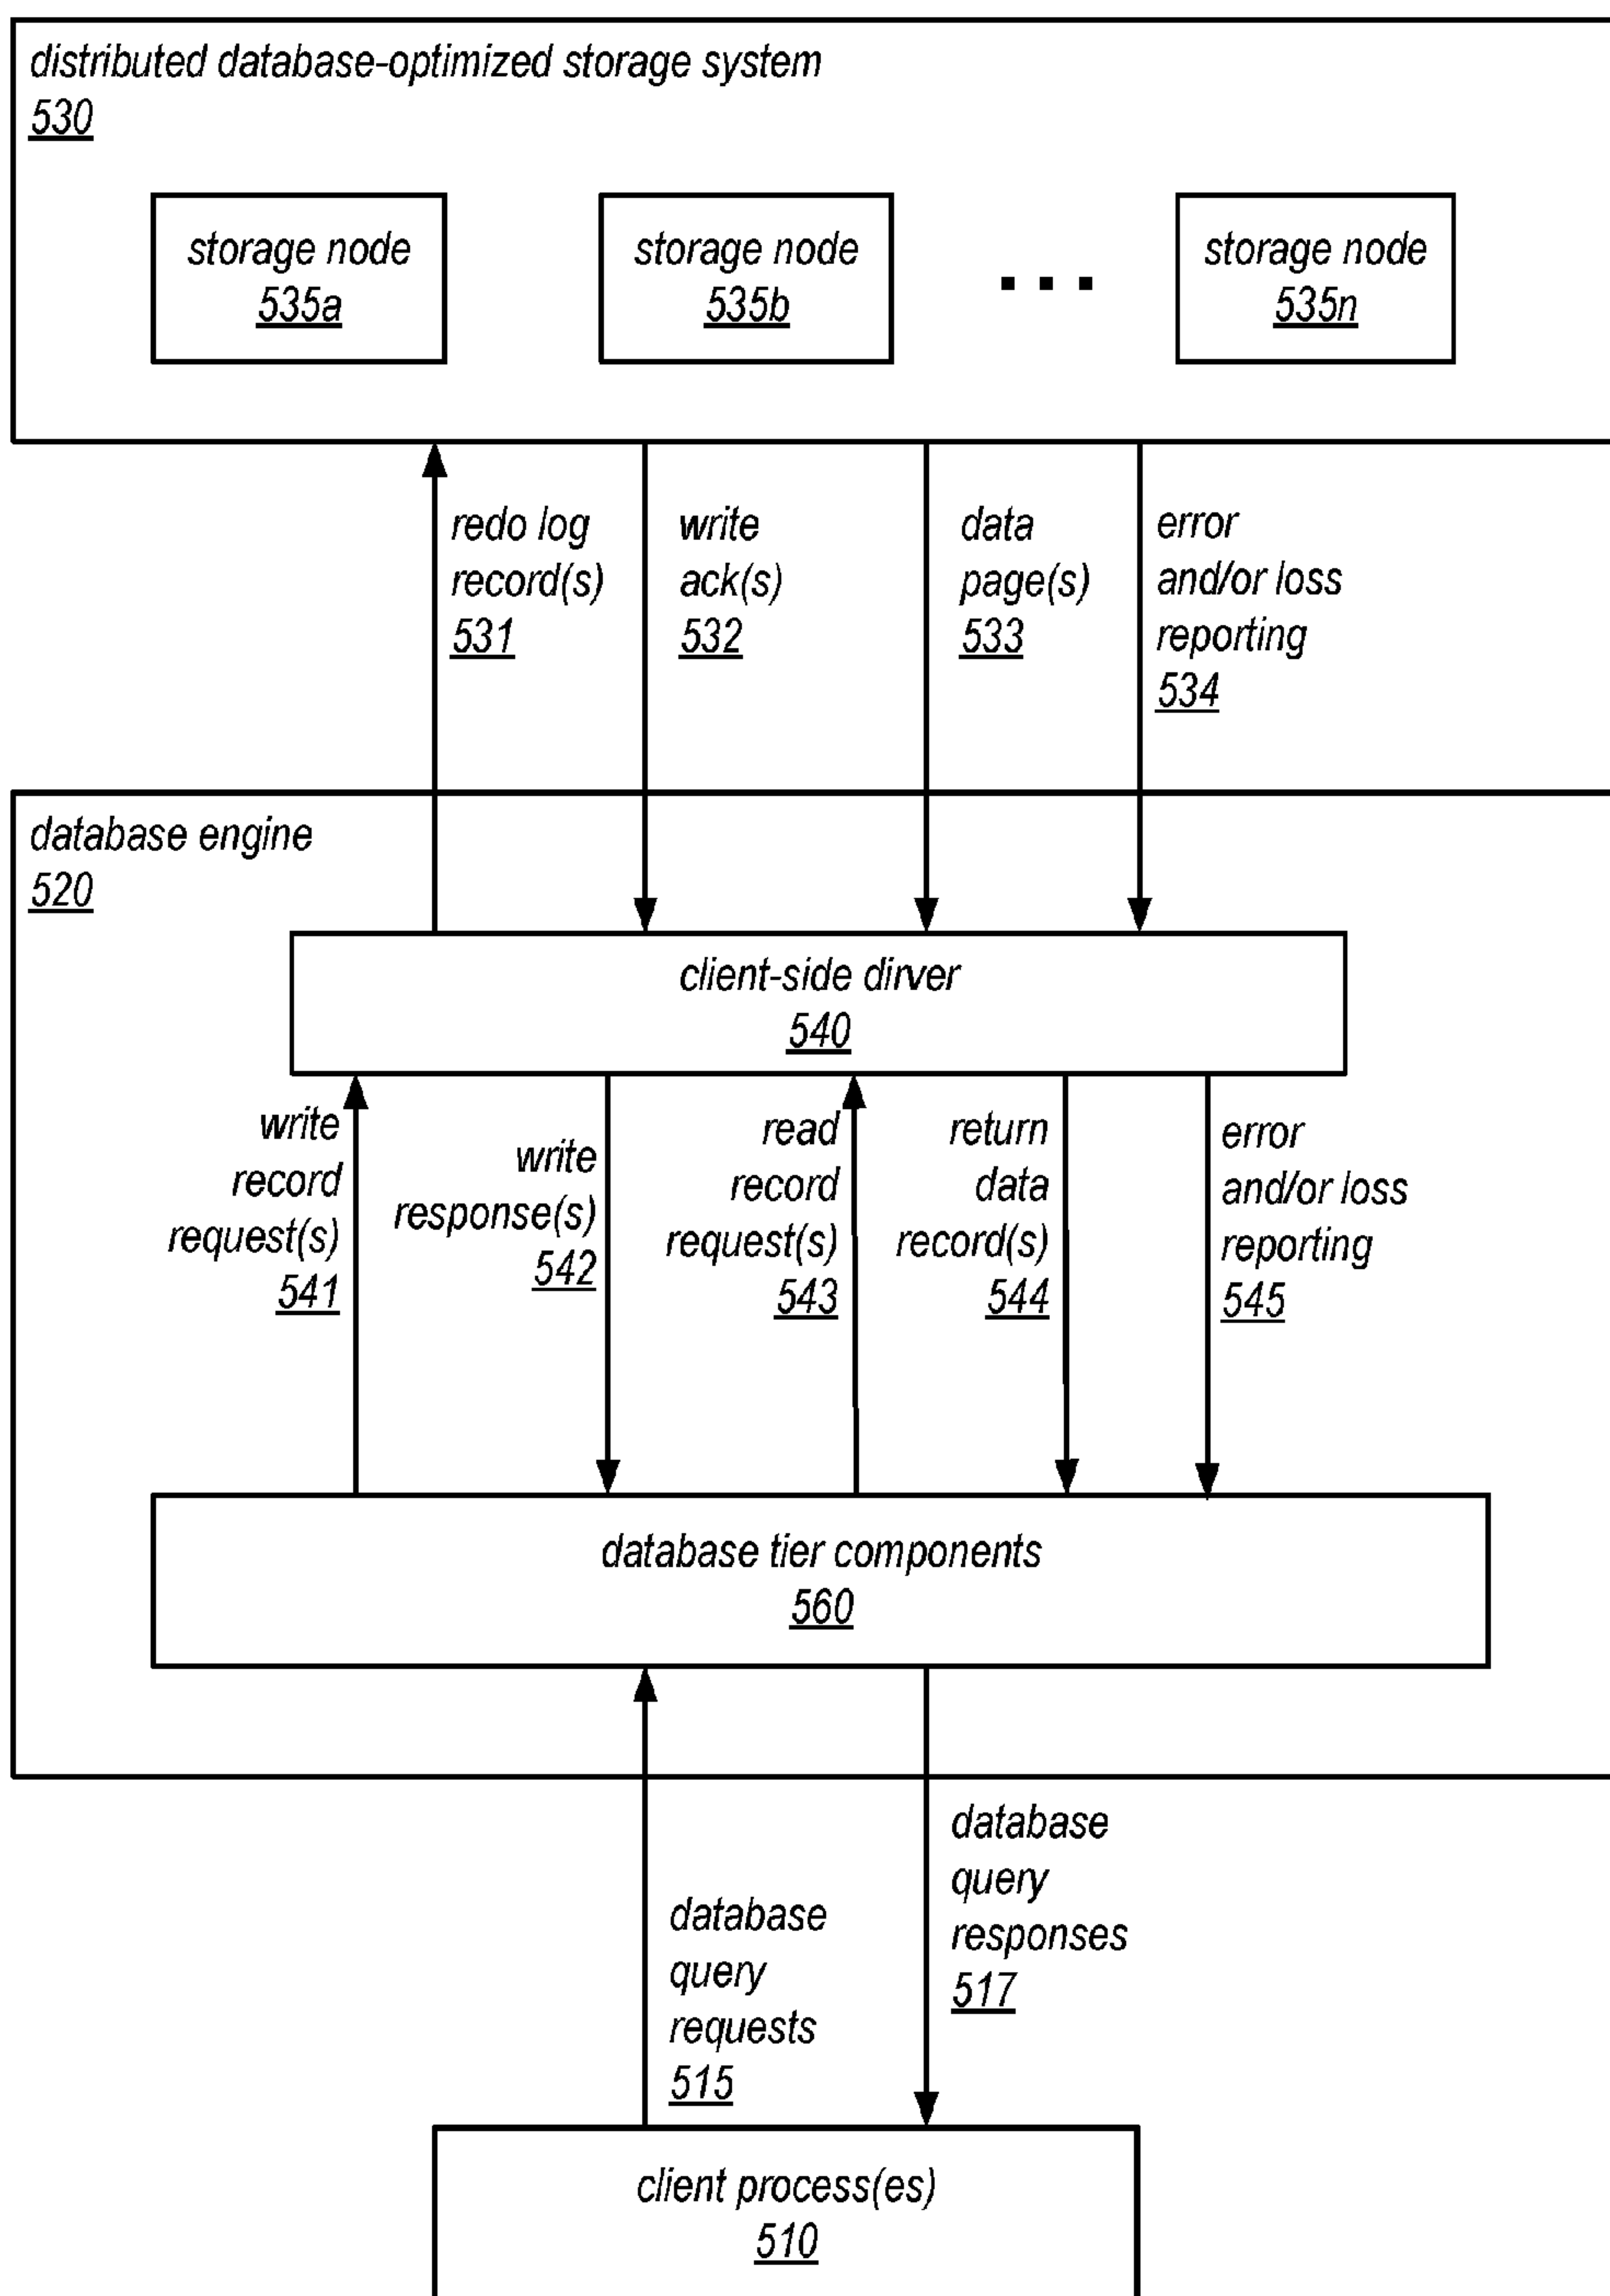 distributed database-optimized storage system
530
storage node
535a
storage node
535b
storage node
535n
redo log
record(s)
531
write
ack(s)
532
data
page(s)
533
error
and/or loss
reporting
534
database engine
520
client-side dirver
540
write
record
request(s)
541
write
response(s)
542
read
record
request(s)
543
return
data
record(s)
544
error
and/or loss
reporting
545
database tier components
560
database
query
requests
515
database
query
responses
517
client process(es)
510